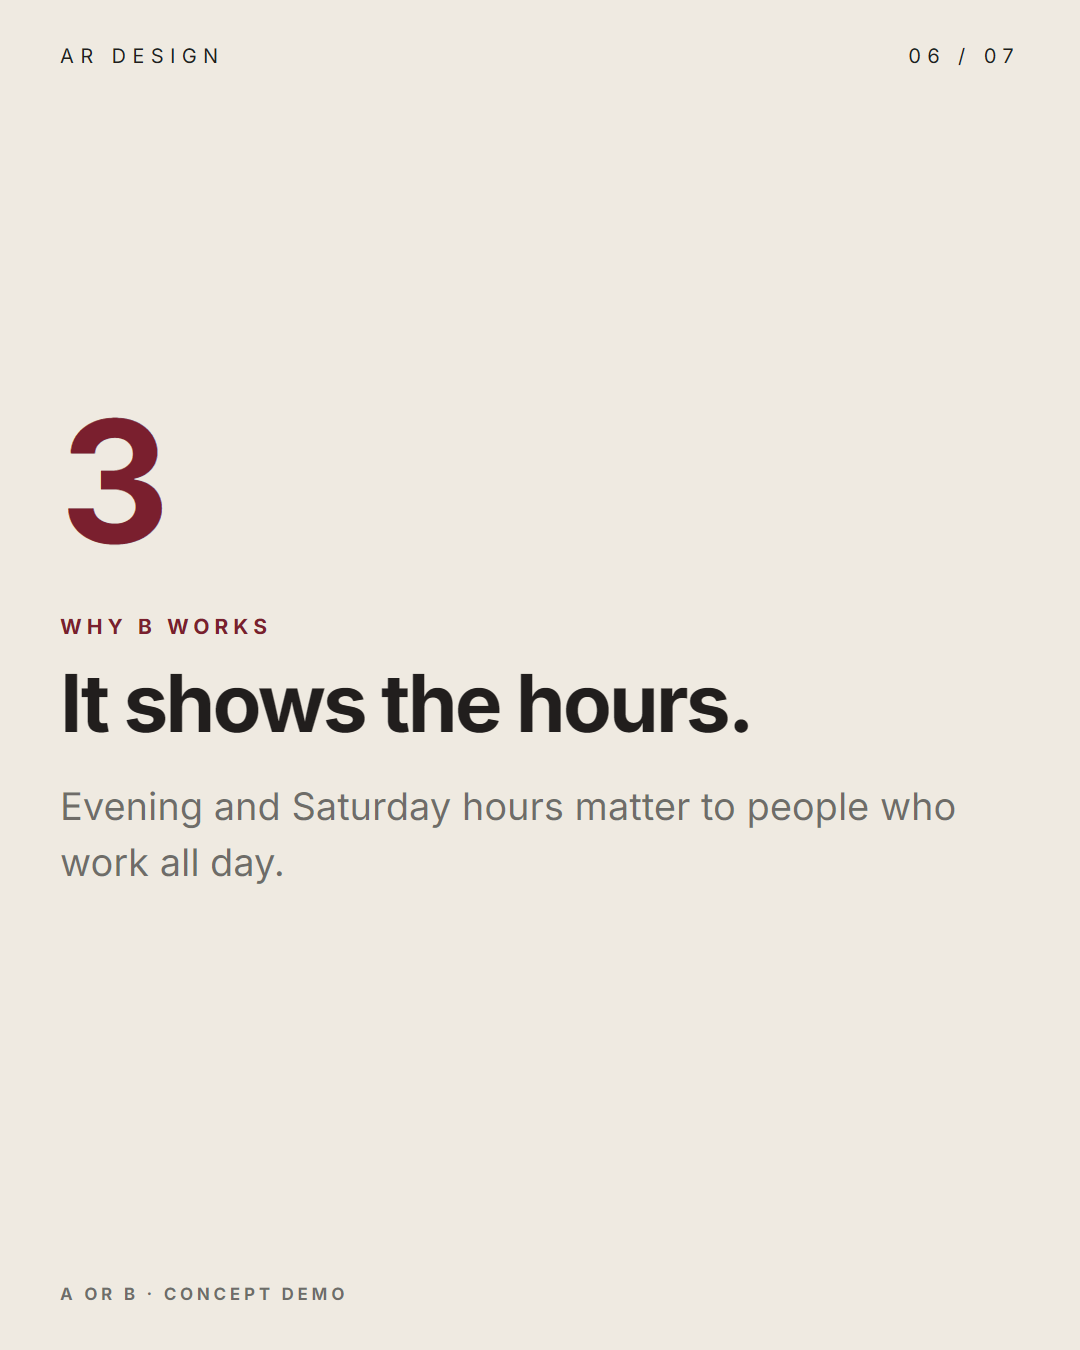 AR DESIGN
06 / 07
3
WHY B WORKS
It shows the hours.
Evening and Saturday hours matter to people who
work all day.
A OR B · CONCEPT DEMO